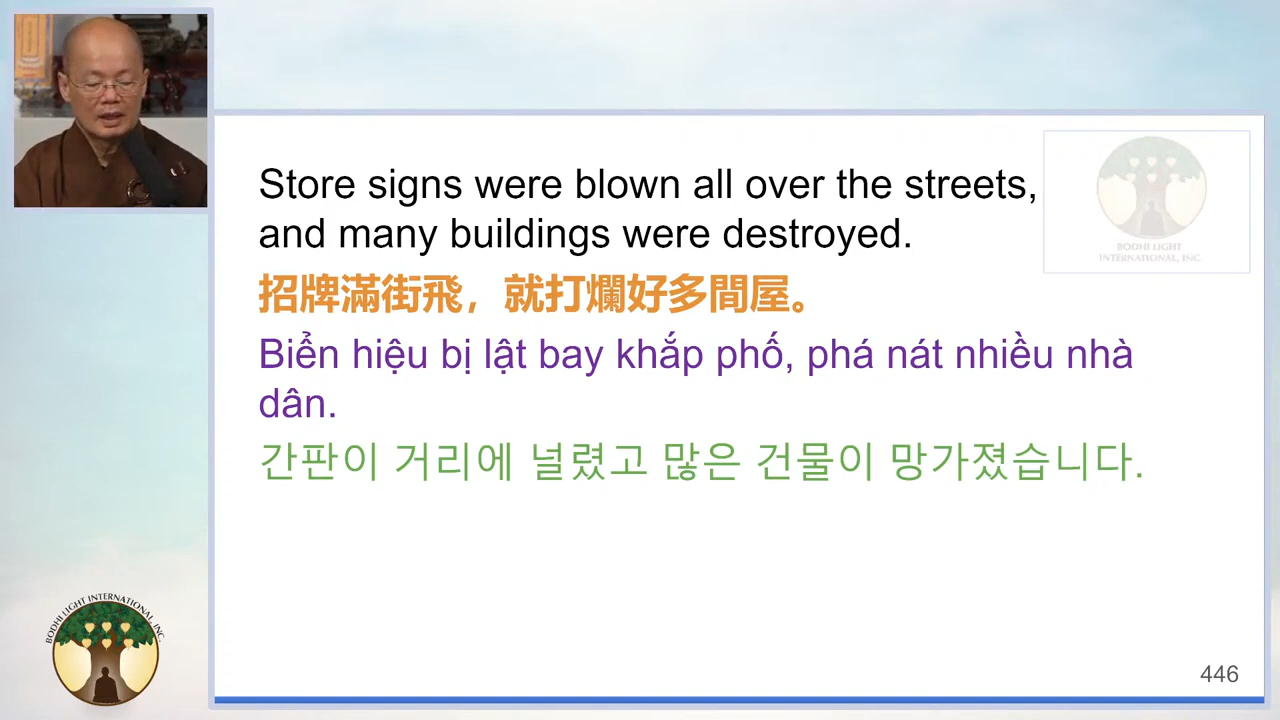 Store signs were blown all over the streets,
and many buildings were destroyed.
招牌滿街飛，就打爛好多間屋。
Biển hiệu bị lật bay khắp phố, phá nát nhiều nhà
dân.
간판이 거리에 널렸고 많은 건물이 망가졌습니다.
BODHI LIGHT
INTERNATIONAL, INC.
BODHI LIGHT INTERNATIONAL, INC.
446